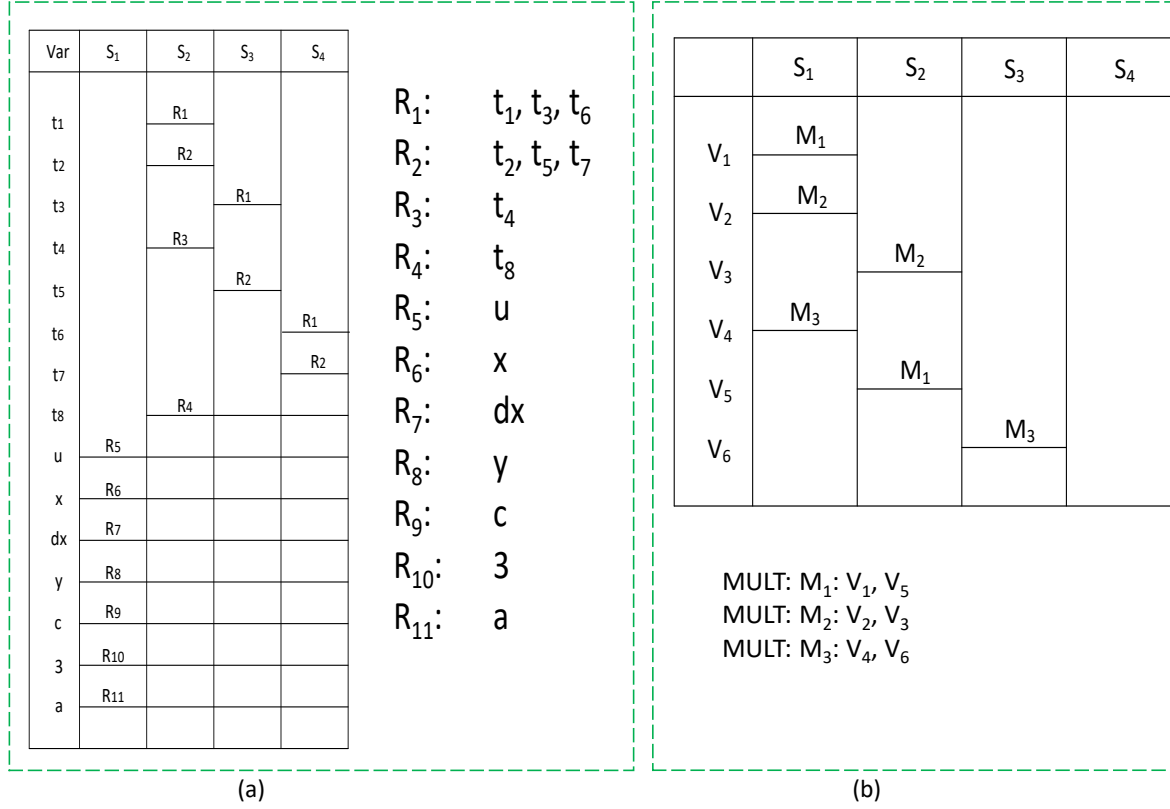 Var S₁ S₂ S₃ S₄
t₁ R₁
t₂ R₂
t₃ R₁
t₄ R₃
t₅ R₂
t₆ R₁
t₇ R₂
t₈ R₄
u R₅
x R₆
dx R₇
y R₈
c R₉
3 R₁₀
a R₁₁
R₁: t₁, t₃, t₆
R₂: t₂, t₅, t₇
R₃: t₄
R₄: t₈
R₅: u
R₆: x
R₇: dx
R₈: y
R₉: c
R₁₀: 3
R₁₁: a
(a)
S₁ S₂ S₃ S₄
V₁ M₁
V₂ M₂
V₃ M₂
V₄ M₃
V₅ M₁
V₆ M₃
MULT: M₁: V₁, V₅
MULT: M₂: V₂, V₃
MULT: M₃: V₄, V₆
(b)